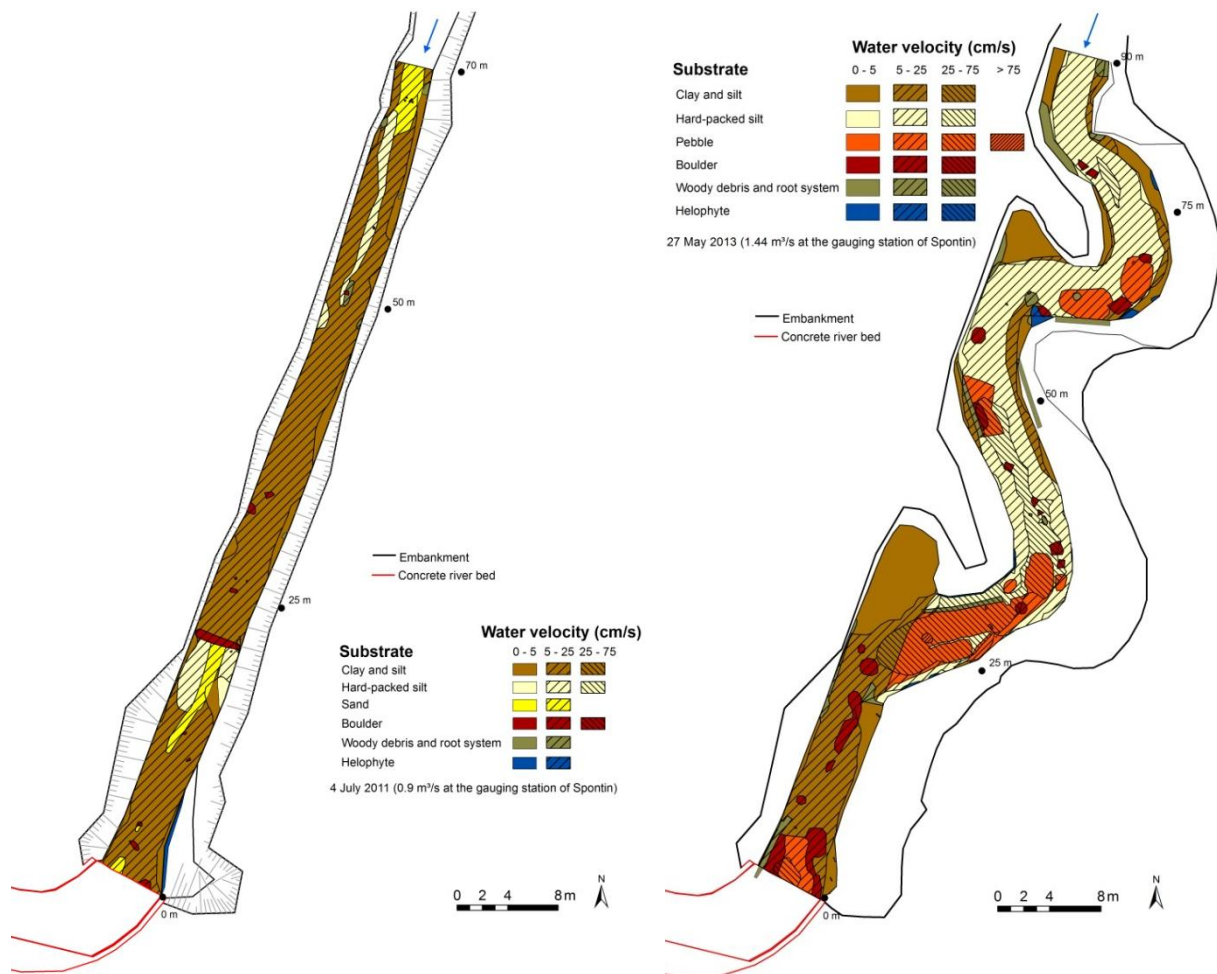 70 m
50 m
25 m
0 m
Embankment
Concrete river bed
Water velocity (cm/s)
Substrate 0 - 5 5 - 25 25 - 75
Clay and silt
Hard-packed silt
Sand
Boulder
Woody debris and root system
Helophyte
4 July 2011 (0.9 m³/s at the gauging station of Spontin)
0 2 4 8m
N
Water velocity (cm/s)
Substrate 0 - 5 5 - 25 25 - 75 > 75
Clay and silt
Hard-packed silt
Pebble
Boulder
Woody debris and root system
Helophyte
27 May 2013 (1.44 m³/s at the gauging station of Spontin)
Embankment
Concrete river bed
90 m
75 m
50 m
25 m
0 m
0 2 4 8m
N